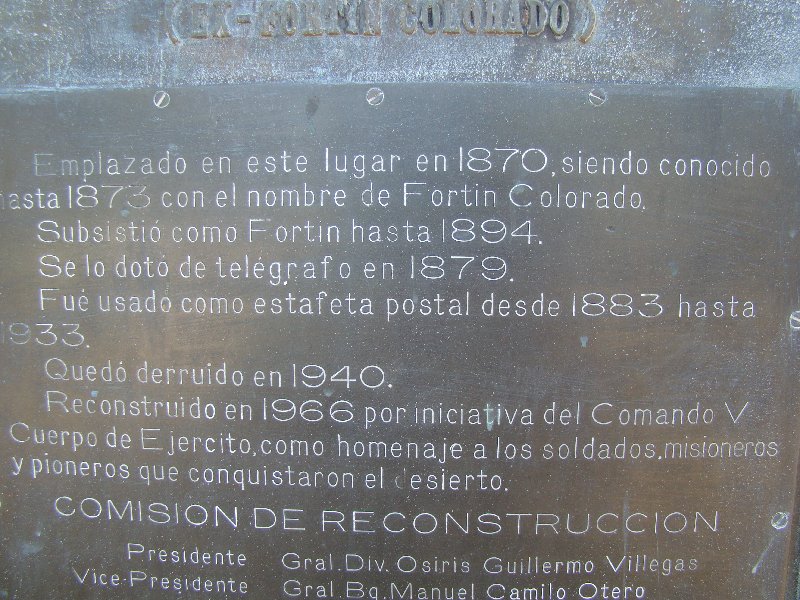 (EX-FORTIN COLORADO)
Emplazado en este lugar en 1870, siendo conocido
hasta 1873 con el nombre de Fortin Colorado.
Subsistió como Fortin hasta 1894.
Se lo dotó de telégrafo en 1879.
Fué usado como estafeta postal desde 1883 hasta
1933.
Quedó derruido en 1940.
Reconstruido en 1966 por iniciativa del Comando V
Cuerpo de Ejercito, como homenaje a los soldados, misioneros
y pioneros que conquistaron el desierto.
COMISION DE RECONSTRUCCION
Presidente Gral. Div. Osiris Guillermo Villegas
Vice-Presidente Gral. Bg. Manuel Camilo Otero